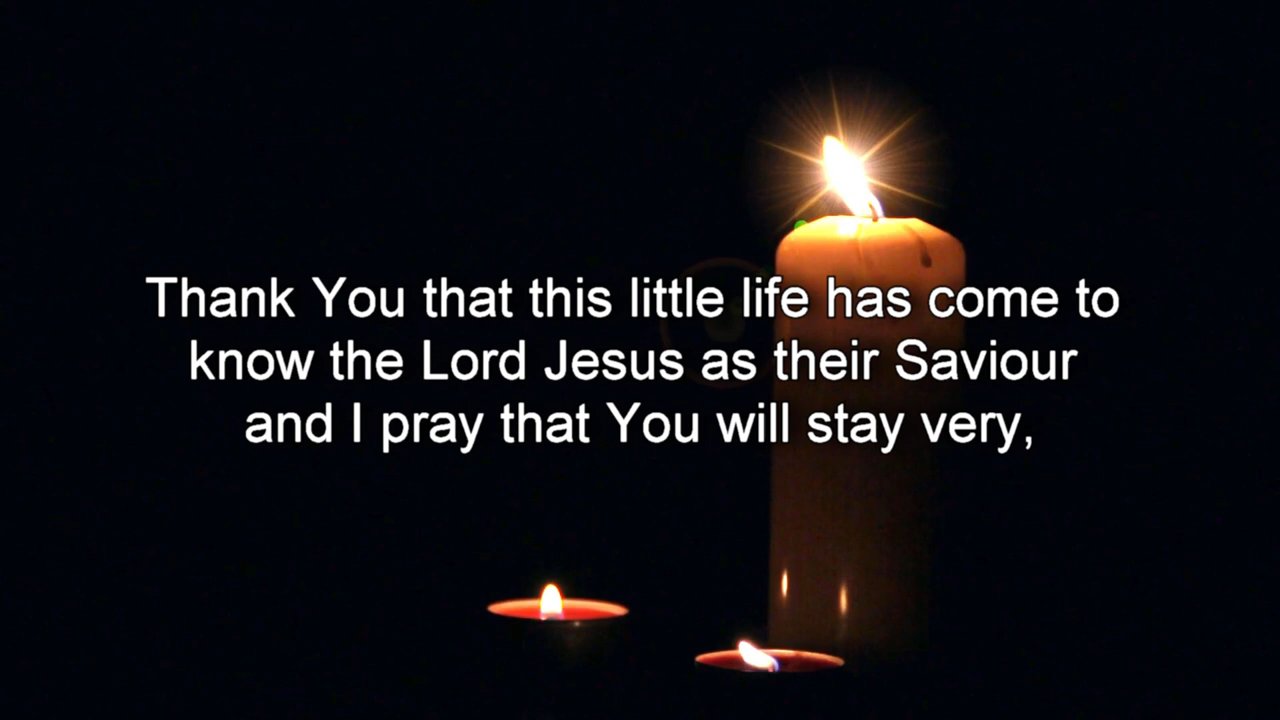 Thank You that this little life has come to
know the Lord Jesus as their Saviour
and I pray that You will stay very,